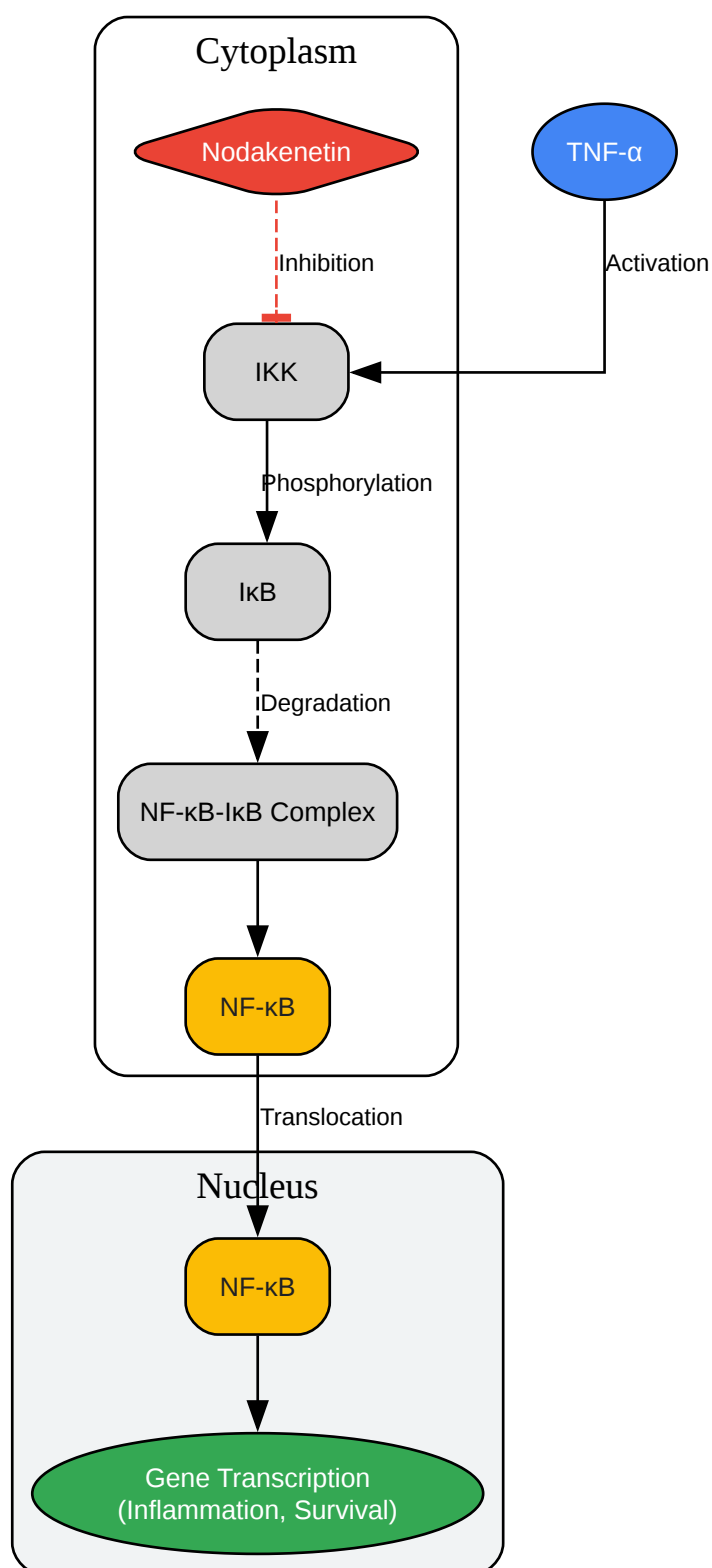 Cytoplasm
Nodakenetin
TNF-α
Inhibition
Activation
IKK
Phosphorylation
IκB
Degradation
NF-κB-IκB Complex
NF-κB
Translocation
Nucleus
NF-κB
Gene Transcription
(Inflammation, Survival)